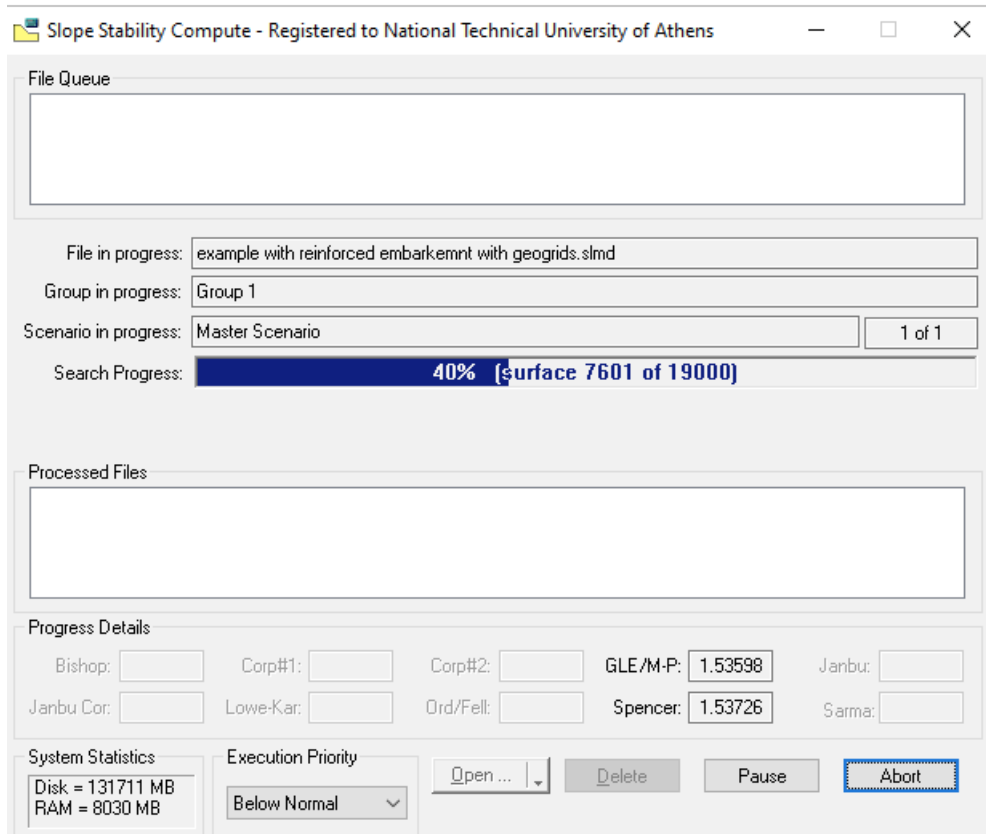 Slope Stability Compute - Registered to National Technical University of Athens
File Queue
File in progress: example with reinforced embarkemnt with geogrids.slmd
Group in progress: Group 1
Scenario in progress: Master Scenario 1 of 1
Search Progress: 40% (surface 7601 of 19000)
Processed Files
Progress Details
Bishop: Corp#1: Corp#2: GLE/M-P: 1.53598 Janbu:
Janbu Cor: Lowe-Kar: Ord/Fell: Spencer: 1.53726 Sarma:
System Statistics
Disk = 131711 MB
RAM = 8030 MB
Execution Priority
Below Normal
Open ... Delete Pause Abort